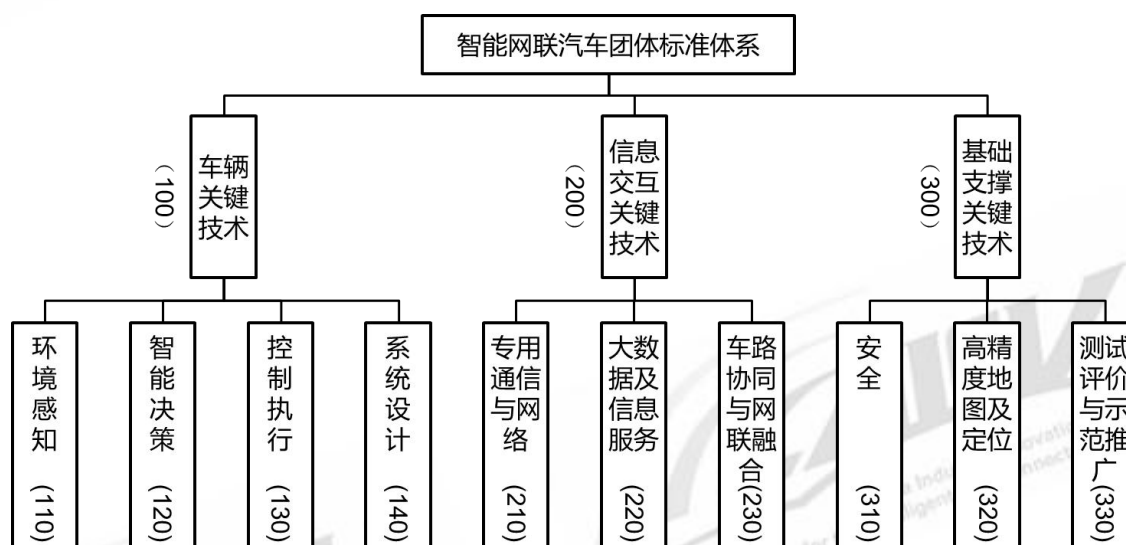 智能网联汽车团体标准体系
车辆
关键
技术
（100）
信息
交互
关键
技术
（200）
基础
支撑
关键
技术
（300）
环
境
感
知
(110)
智
能
决
策
(120)
控
制
执
行
(130)
系
统
设
计
(140)
专用
通信
与网
络
(210)
大数
据及
信息
服务
(220)
车路
协同
与网
联融
合
(230)
安
全
(310)
高精
度地
图及
定位
(320)
测试
评价
与示
范推
广
(330)